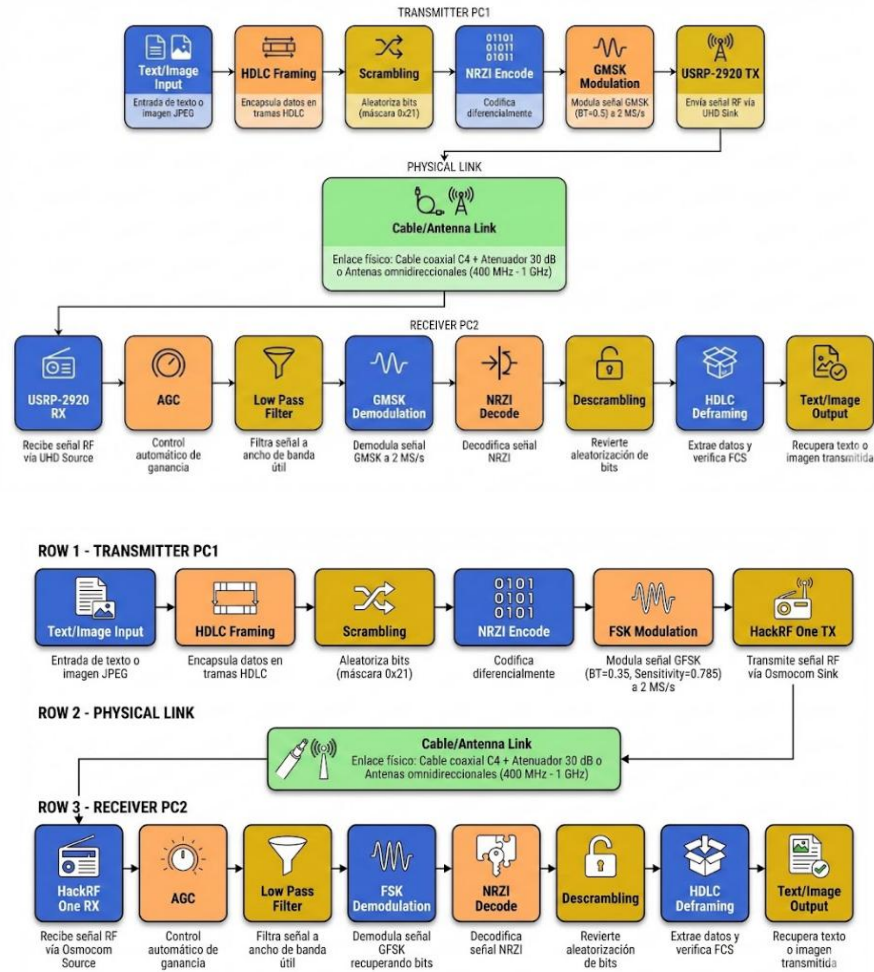 TRANSMITTER PC1
Text/Image
Input
Entrada de texto o
imagen JPEG
HDLC Framing
Encapsula datos en
tramas HDLC
Scrambling
Aleatoriza bits
(máscara 0x21)
01101
01011
01011
NRZI Encode
Codifica
diferencialmente
GMSK
Modulation
Modula señal GMSK
(BT=0.5) a 2 MS/s
USRP-2920 TX
Envía señal RF vía
UHD Sink
PHYSICAL LINK
Cable/Antenna Link
Enlace físico: Cable coaxial C4 + Atenuador 30 dB
o Antenas omnidireccionales (400 MHz - 1 GHz)
RECEIVER PC2
USRP-2920
RX
Recibe señal RF
vía UHD Source
AGC
Control
automático de
ganancia
Low Pass
Filter
Filtra señal a
ancho de banda
útil
GMSK
Demodulation
Demodula señal
GMSK a 2 MS/s
NRZI
Decode
Decodifica señal
NRZI
Descrambling
Revierte
aleatorización de
bits
HDLC
Deframing
Extrae datos y
verifica FCS
Text/Image
Output
Recupera texto o
imagen transmitida
ROW 1 - TRANSMITTER PC1
Text/Image Input
Entrada de texto o
imagen JPEG
HDLC Framing
Encapsula datos en
tramas HDLC
Scrambling
Aleatoriza bits
(máscara 0x21)
0101
0101
0101
NRZI Encode
Codifica
diferencialmente
FSK Modulation
Modula señal GFSK
(BT=0.35, Sensitivity=0.785)
a 2 MS/s
HackRF One TX
Transmite señal RF
vía Osmocom Sink
ROW 2 - PHYSICAL LINK
Cable/Antenna Link
Enlace físico: Cable coaxial C4 + Atenuador 30 dB o
Antenas omnidireccionales (400 MHz - 1 GHz)
ROW 3 - RECEIVER PC2
HackRF
One RX
Recibe señal RF
vía Osmocom
Source
AGC
Control
automático de
ganancia
Low Pass
Filter
Filtra señal a
ancho de banda
útil
FSK
Demodulation
Demodula señal
GFSK
recuperando bits
NRZI
Decode
Decodifica
señal NRZI
Descrambling
Revierte
aleatorización
de bits
HDLC
Deframing
Extrae datos y
verifica FCS
Text/Image
Output
Recupera texto
o imagen
transmitida